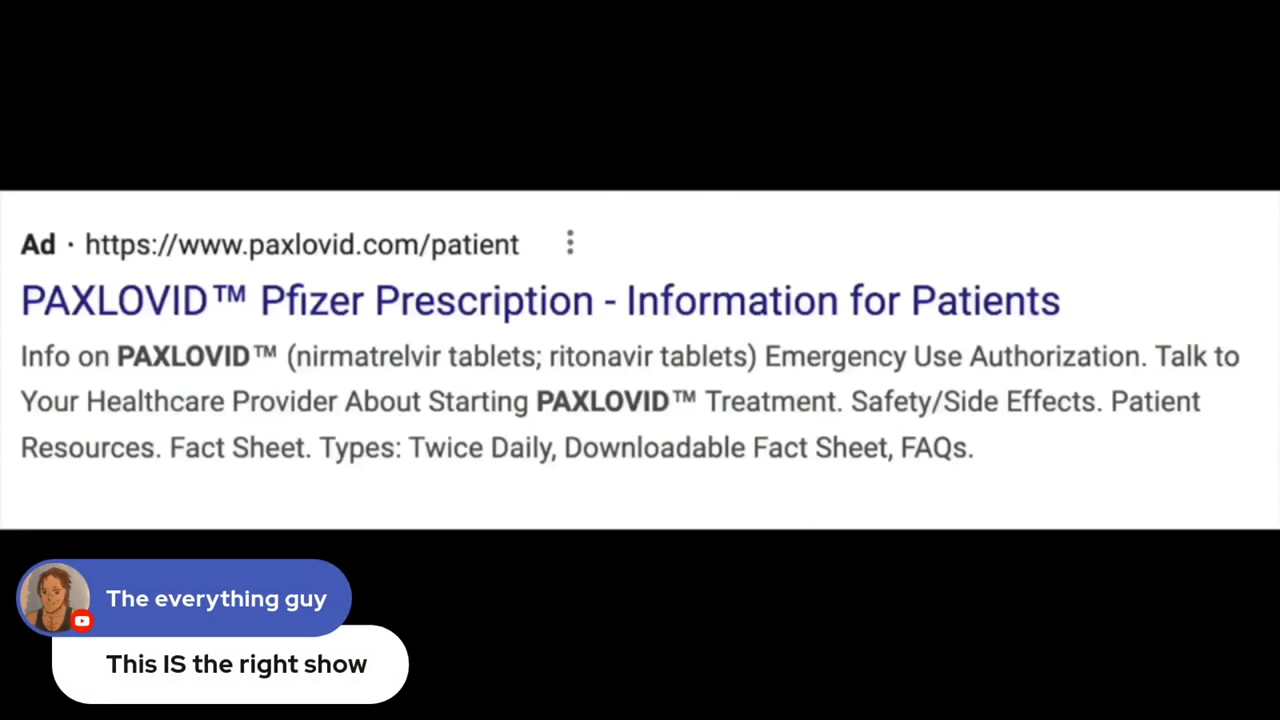 Ad · https://www.paxlovid.com/patient
PAXLOVID™ Pfizer Prescription - Information for Patients
Info on PAXLOVID™ (nirmatrelvir tablets; ritonavir tablets) Emergency Use Authorization. Talk to
Your Healthcare Provider About Starting PAXLOVID™ Treatment. Safety/Side Effects. Patient
Resources. Fact Sheet. Types: Twice Daily, Downloadable Fact Sheet, FAQs.
The everything guy
This IS the right show